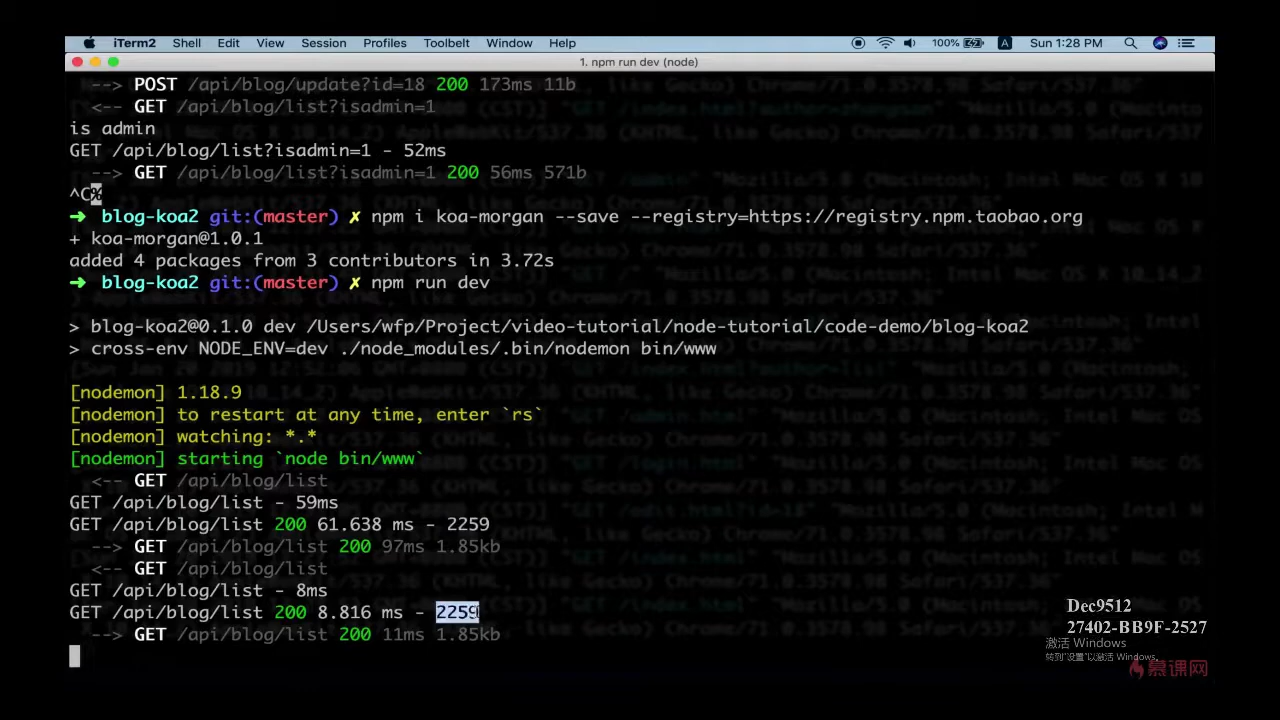 iTerm2 Shell Edit View Session Profiles Toolbelt Window Help 100% A Sun 1:28 PM
1. npm run dev (node)
--> POST /api/blog/update?id=18 200 173ms 11b
<-- GET /api/blog/list?isadmin=1
is admin
GET /api/blog/list?isadmin=1 - 52ms
--> GET /api/blog/list?isadmin=1 200 56ms 571b
^C%
➜ blog-koa2 git:(master) ✗ npm i koa-morgan --save --registry=https://registry.npm.taobao.org
+ koa-morgan@1.0.1
added 4 packages from 3 contributors in 3.72s
➜ blog-koa2 git:(master) ✗ npm run dev
> blog-koa2@0.1.0 dev /Users/wfp/Project/video-tutorial/node-tutorial/code-demo/blog-koa2
> cross-env NODE_ENV=dev ./node_modules/.bin/nodemon bin/www
[nodemon] 1.18.9
[nodemon] to restart at any time, enter `rs`
[nodemon] watching: *.*
[nodemon] starting `node bin/www`
<-- GET /api/blog/list
GET /api/blog/list - 59ms
GET /api/blog/list 200 61.638 ms - 2259
--> GET /api/blog/list 200 97ms 1.85kb
<-- GET /api/blog/list
GET /api/blog/list - 8ms
GET /api/blog/list 200 8.816 ms - 2259
--> GET /api/blog/list 200 11ms 1.85kb
Dec9512
27402-BB9F-2527
激活 Windows
转到"设置"以激活 Windows。
慕课网